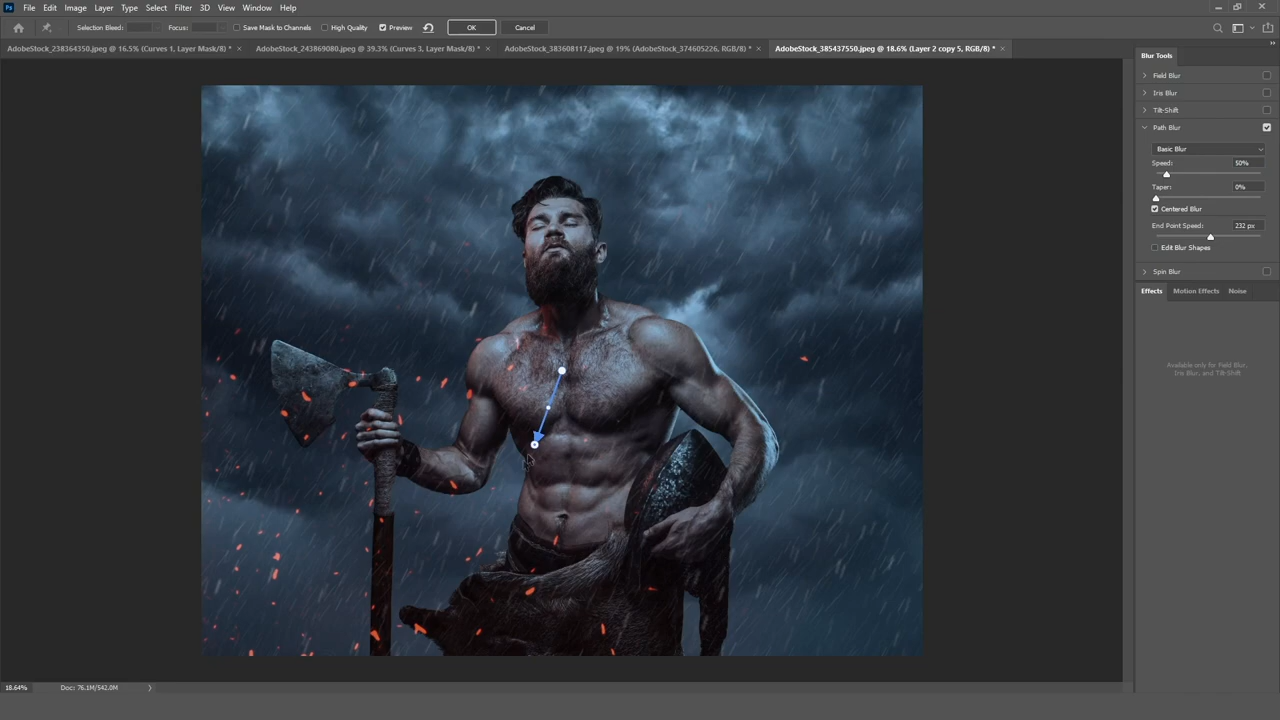 Ps File Edit Image Layer Type Select Filter 3D View Window Help
Selection Bleed: Focus: Save Mask to Channels High Quality Preview OK Cancel
AdobeStock_238364350.jpeg @ 16.5% (Curves 1, Layer Mask/8) * × AdobeStock_243869080.jpeg @ 39.3% (Curves 3, Layer Mask/8) * × AdobeStock_383608117.jpeg @ 19% (AdobeStock_374605226, RGB/8) * × AdobeStock_385437550.jpeg @ 18.6% (Layer 2 copy 5, RGB/8) * ×
Blur Tools
Field Blur
Iris Blur
Tilt-Shift
Path Blur
Basic Blur
Speed: 50%
Taper: 0%
Centered Blur
End Point Speed: 232 px
Edit Blur Shapes
Spin Blur
Effects Motion Effects Noise
Available only for Field Blur,
Iris Blur, and Tilt-Shift
18.64% Doc: 76.1M/542.0M